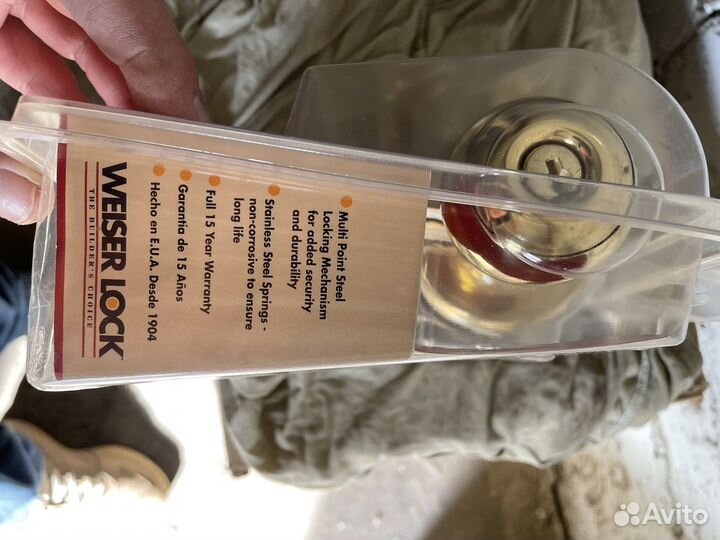 WEISER LOCK
THE BUILDER'S CHOICE
Multi Point Steel
Locking Mechanism
for added security
and durability
Stainless Steel Springs -
non-corrosive to ensure
long life
Full 15 Year Warranty
Garantía de 15 Años
Hecho en E.U.A. Desde 1904
Avito